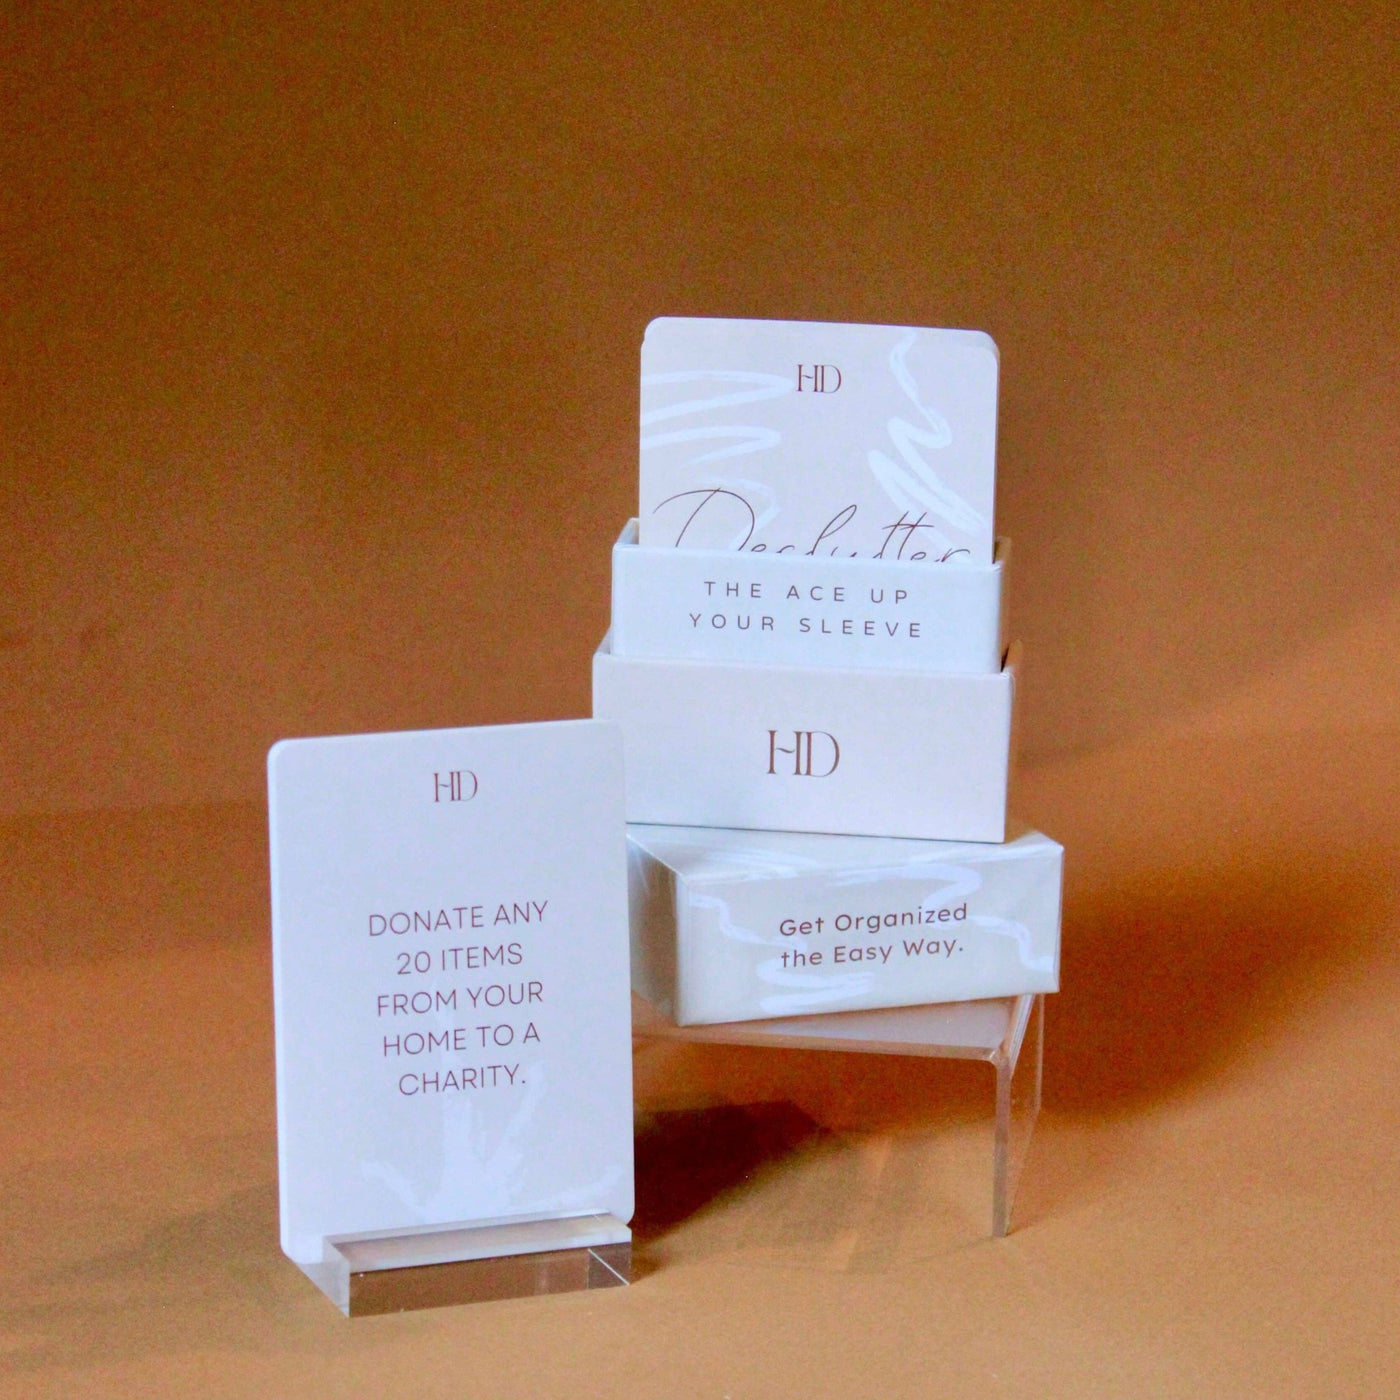 HD
Declutter
THE ACE UP
YOUR SLEEVE
HD
HD
DONATE ANY
20 ITEMS
FROM YOUR
HOME TO A
CHARITY.
Get Organized
the Easy Way.